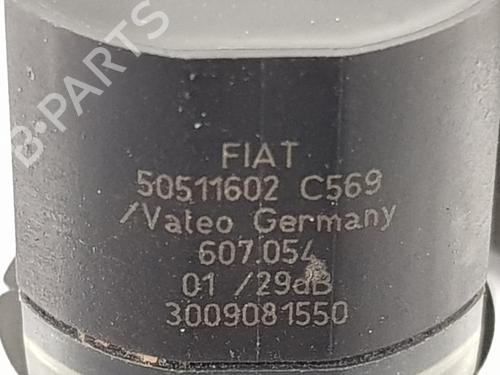 B-PARTS
FIAT
50511602 C569
/Valeo Germany
607.054
01 /29dB
3009081550